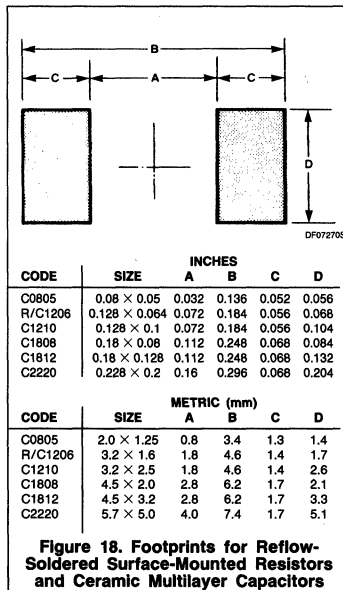 B
C A C
D
DF07270S
INCHES
CODE SIZE A B C D
C0805 0.08 × 0.05 0.032 0.136 0.052 0.056
R/C1206 0.128 × 0.064 0.072 0.184 0.056 0.068
C1210 0.128 × 0.1 0.072 0.184 0.056 0.104
C1808 0.18 × 0.08 0.112 0.248 0.068 0.084
C1812 0.18 × 0.128 0.112 0.248 0.068 0.132
C2220 0.228 × 0.2 0.16 0.296 0.068 0.204
METRIC (mm)
CODE SIZE A B C D
C0805 2.0 × 1.25 0.8 3.4 1.3 1.4
R/C1206 3.2 × 1.6 1.8 4.6 1.4 1.7
C1210 3.2 × 2.5 1.8 4.6 1.4 2.6
C1808 4.5 × 2.0 2.8 6.2 1.7 2.1
C1812 4.5 × 3.2 2.8 6.2 1.7 3.3
C2220 5.7 × 5.0 4.0 7.4 1.7 5.1
Figure 18. Footprints for Reflow-
Soldered Surface-Mounted Resistors
and Ceramic Multilayer Capacitors